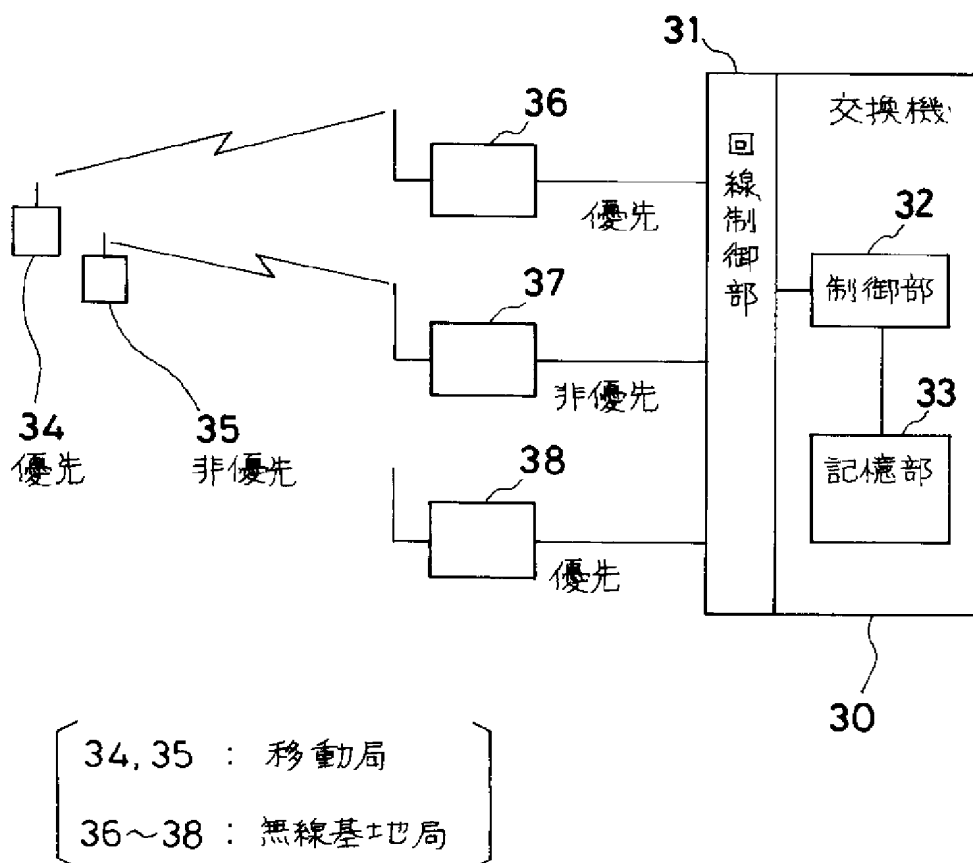 31
交換機
36
回線制御部
優先
32
制御部
37
34
優先
35
非優先
非優先
33
記憶部
38
優先
30
34, 35 : 移動局
36〜38 : 無線基地局